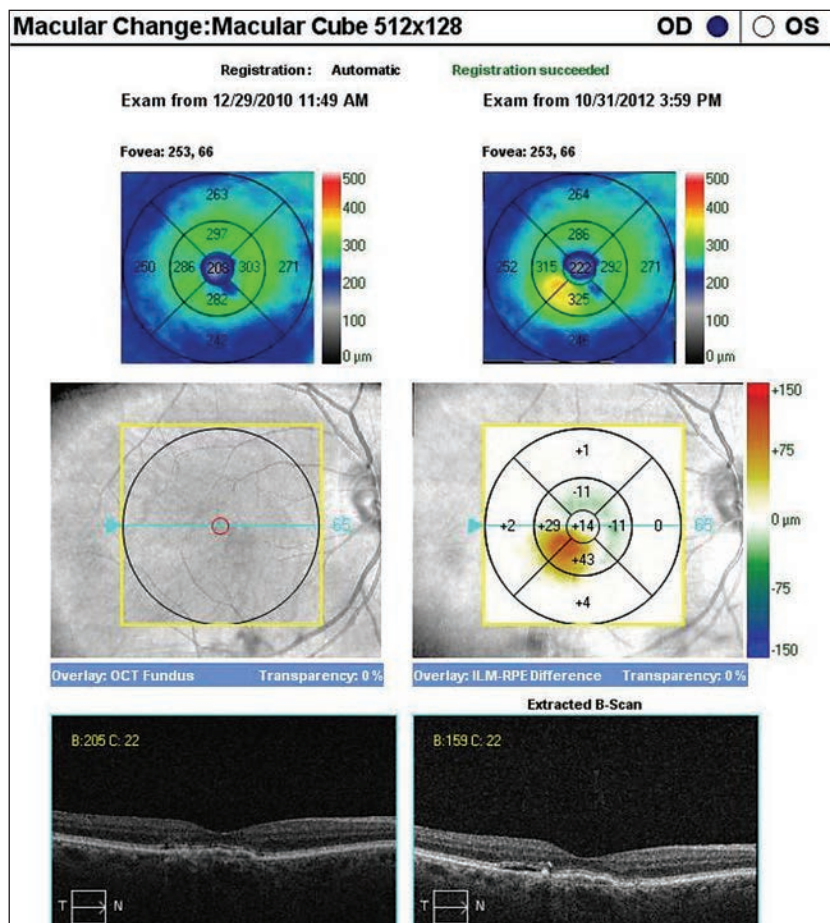 Macular Change:Macular Cube 512x128 OD OS
Registration : Automatic Registration succeeded
Exam from 12/29/2010 11:49 AM Exam from 10/31/2012 3:59 PM
Fovea: 253, 66 Fovea: 253, 66
263
297
250 286 208 303 271
282
242
500
400
300
200
100
0 µm
264
286
252 315 222 292 271
325
500
400
300
200
100
0 µm
65
+1
-11
+2 +29 +14 -11 0 65
+43
+4
+150
+75
0 µm
-75
-150
Overlay: OCT Fundus Transparency: 0 % Overlay: ILM-RPE Difference Transparency: 0 %
Extracted B-Scan
B:205 C: 22 B:159 C: 22
T N T N